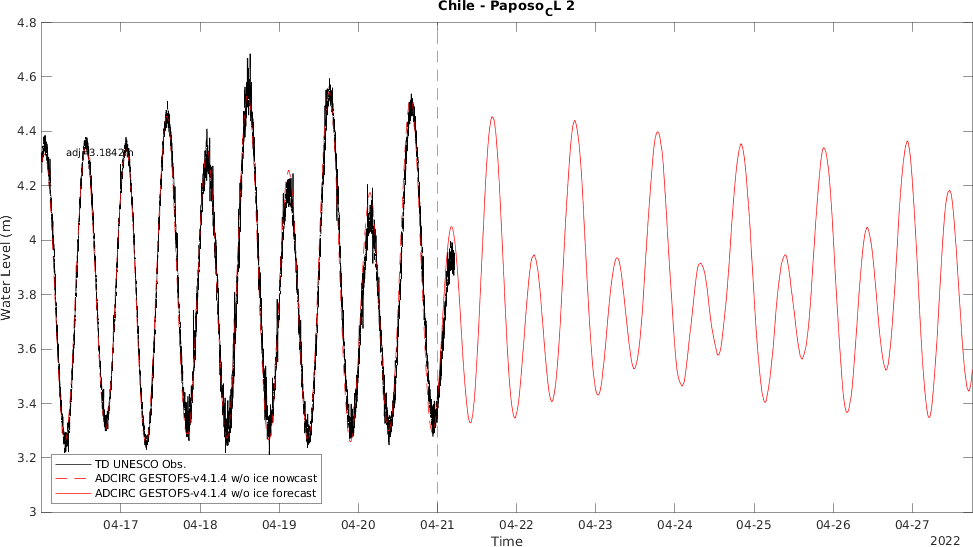 Chile - PaposoCL 2
4.8
4.6
4.4
4.2
4
3.8
3.6
3.4
3.2
3
Water Level (m)
adj=3.1842m
TD UNESCO Obs.
ADCIRC GESTOFS-v4.1.4 w/o ice nowcast
ADCIRC GESTOFS-v4.1.4 w/o ice forecast
04-17 04-18 04-19 04-20 04-21 04-22 04-23 04-24 04-25 04-26 04-27
Time
2022